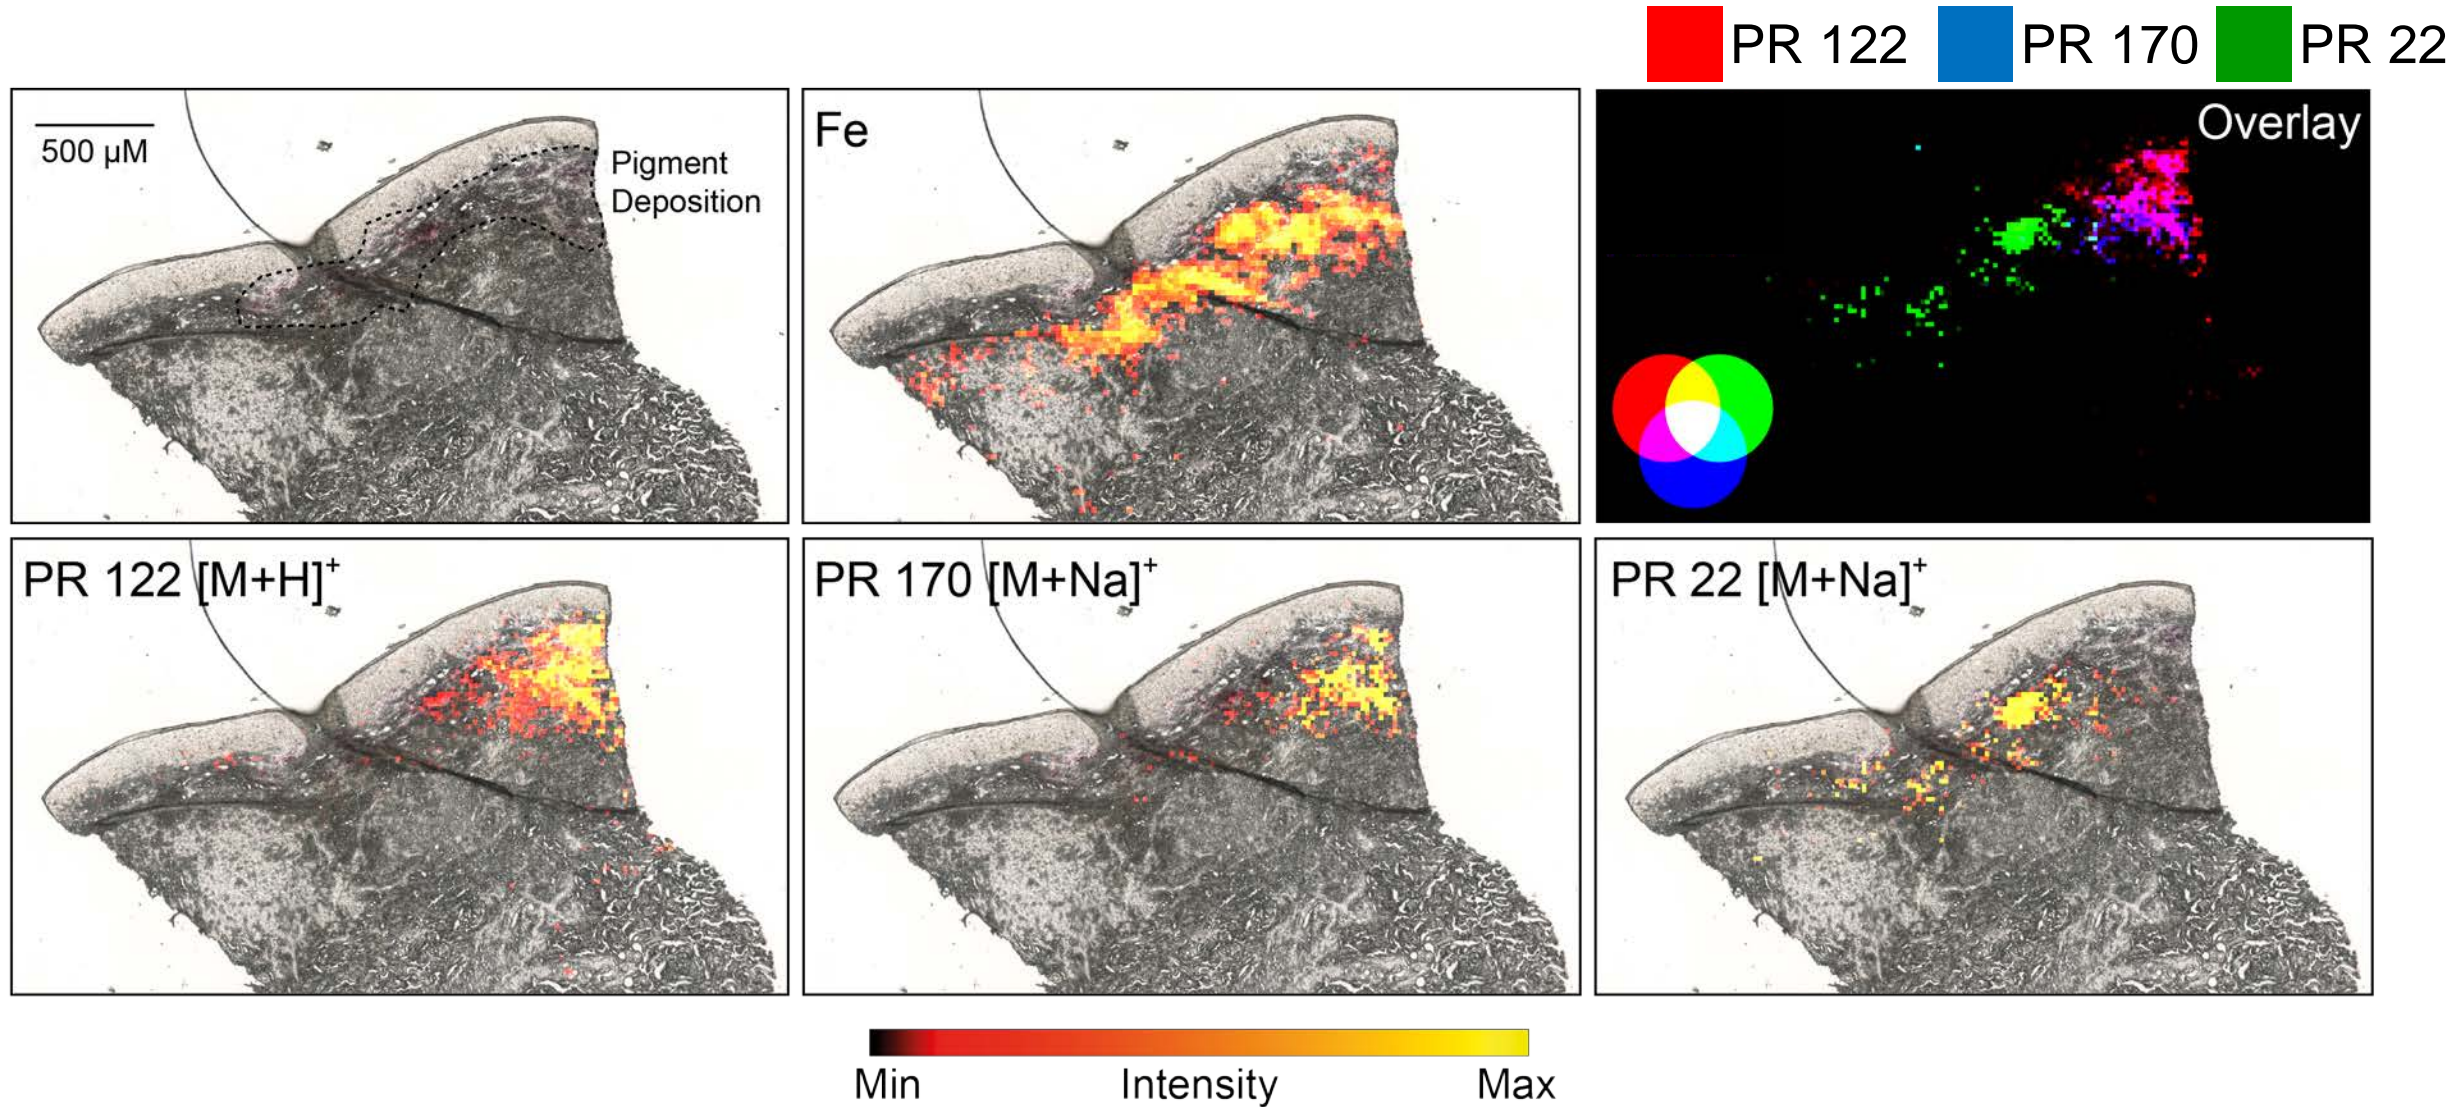 PR 122 PR 170 PR 22
500 µM
Pigment
Deposition
Fe
Overlay
PR 122 [M+H]⁺
PR 170 [M+Na]⁺
PR 22 [M+Na]⁺
Min Intensity Max